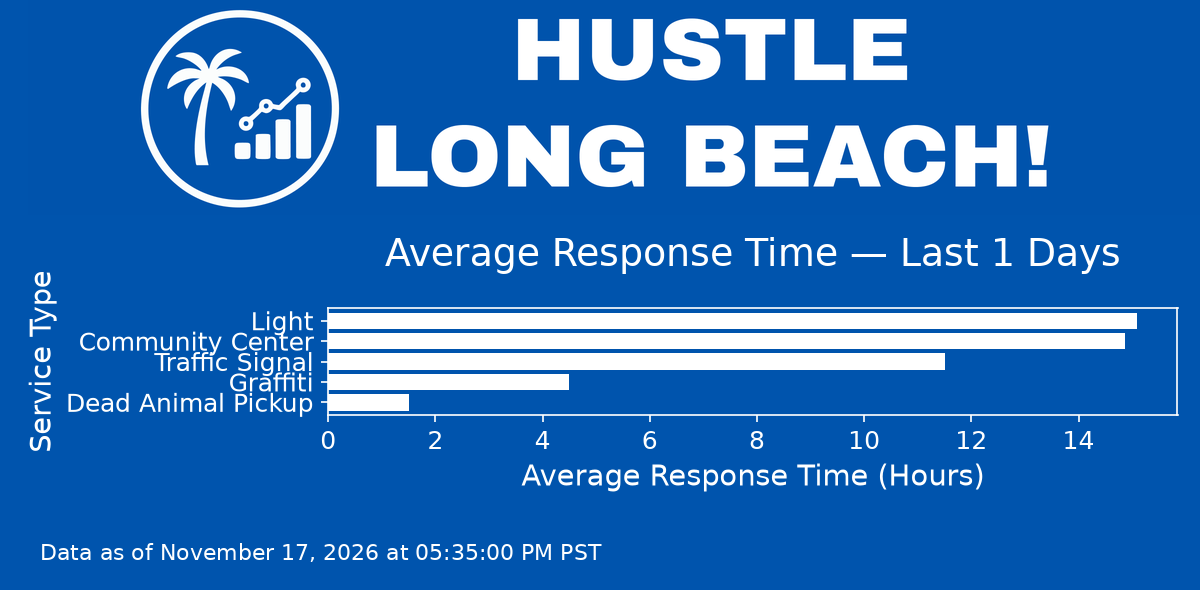 HUSTLE
LONG BEACH!
Average Response Time — Last 1 Days
Service Type
Light
Community Center
Traffic Signal
Graffiti
Dead Animal Pickup
0 2 4 6 8 10 12 14
Average Response Time (Hours)
Data as of November 17, 2026 at 05:35:00 PM PST